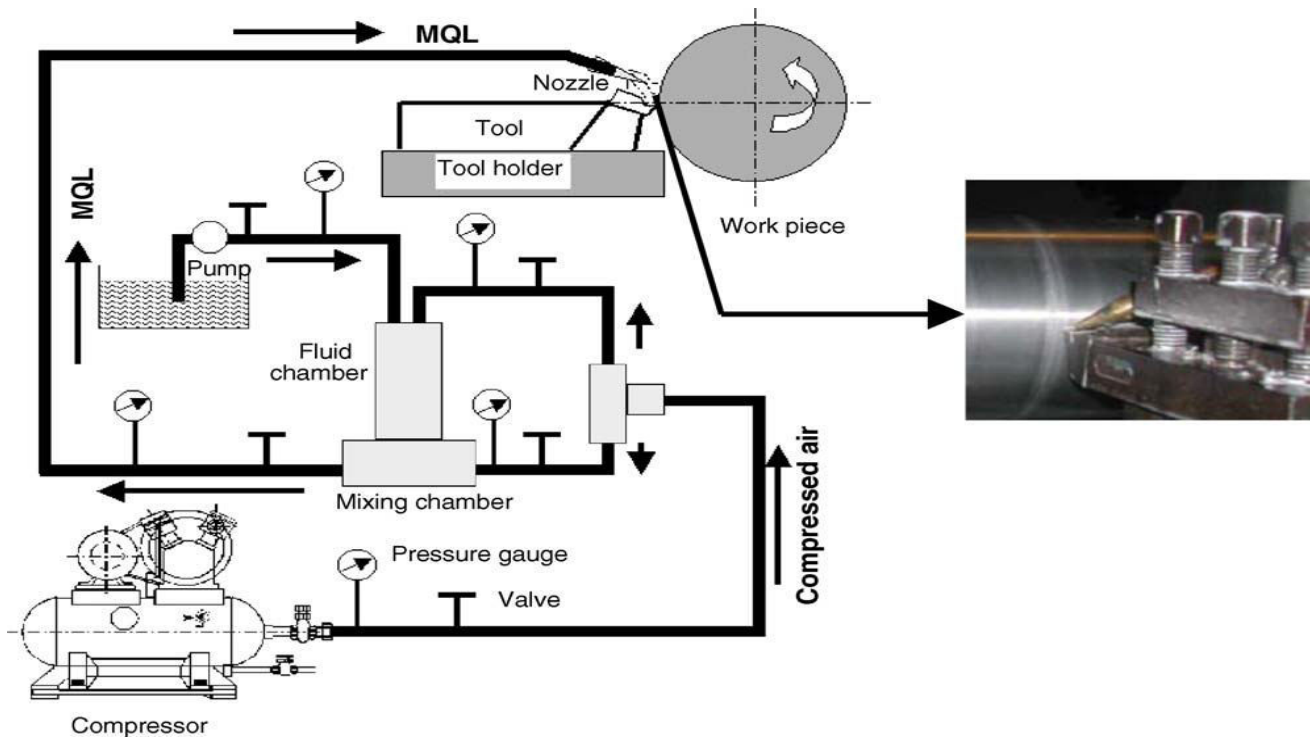 MQL
Nozzle
Tool
Tool holder
Work piece
MQL
Pump
Fluid
chamber
Mixing chamber
Compressed air
Pressure gauge
Valve
Compressor